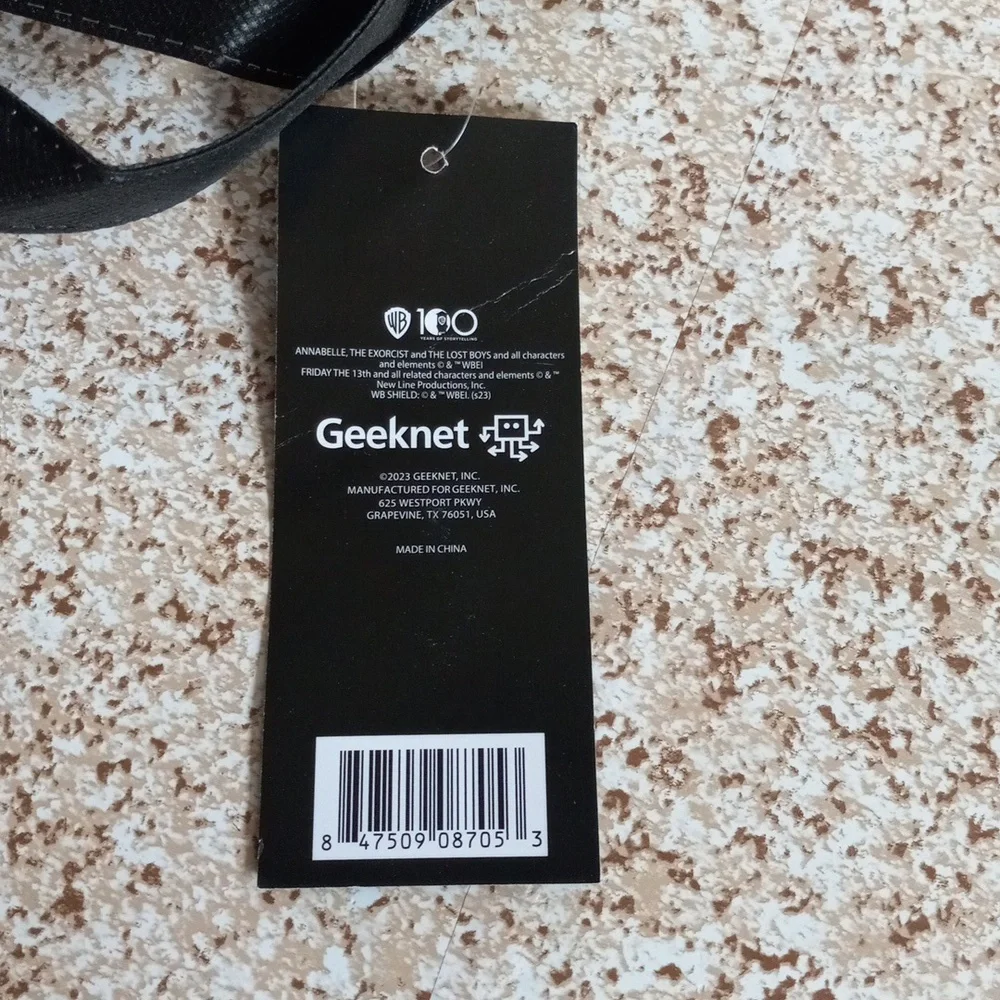 WB 100
YEARS OF STORYTELLING
ANNABELLE, THE EXORCIST and THE LOST BOYS and all characters
and elements © & ™ WBEI
FRIDAY THE 13th and all related characters and elements © & ™
New Line Productions, Inc.
WB SHIELD: © & ™ WBEI. (s23)
Geeknet
©2023 GEEKNET, INC.
MANUFACTURED FOR GEEKNET, INC.
625 WESTPORT PKWY
GRAPEVINE, TX 76051, USA
MADE IN CHINA
8 47509 08705 3